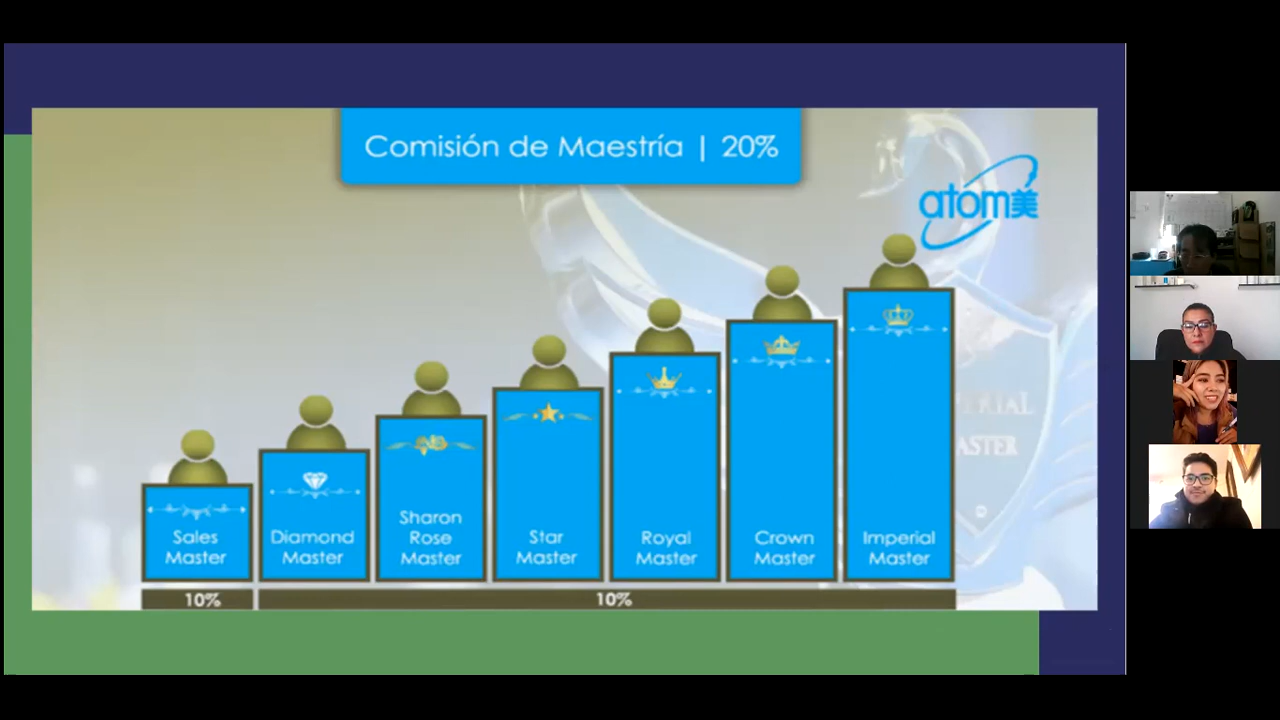 Comisión de Maestría | 20%
atom美
Sales
Master
Diamond
Master
Sharon
Rose
Master
Star
Master
Royal
Master
Crown
Master
Imperial
Master
10%
10%